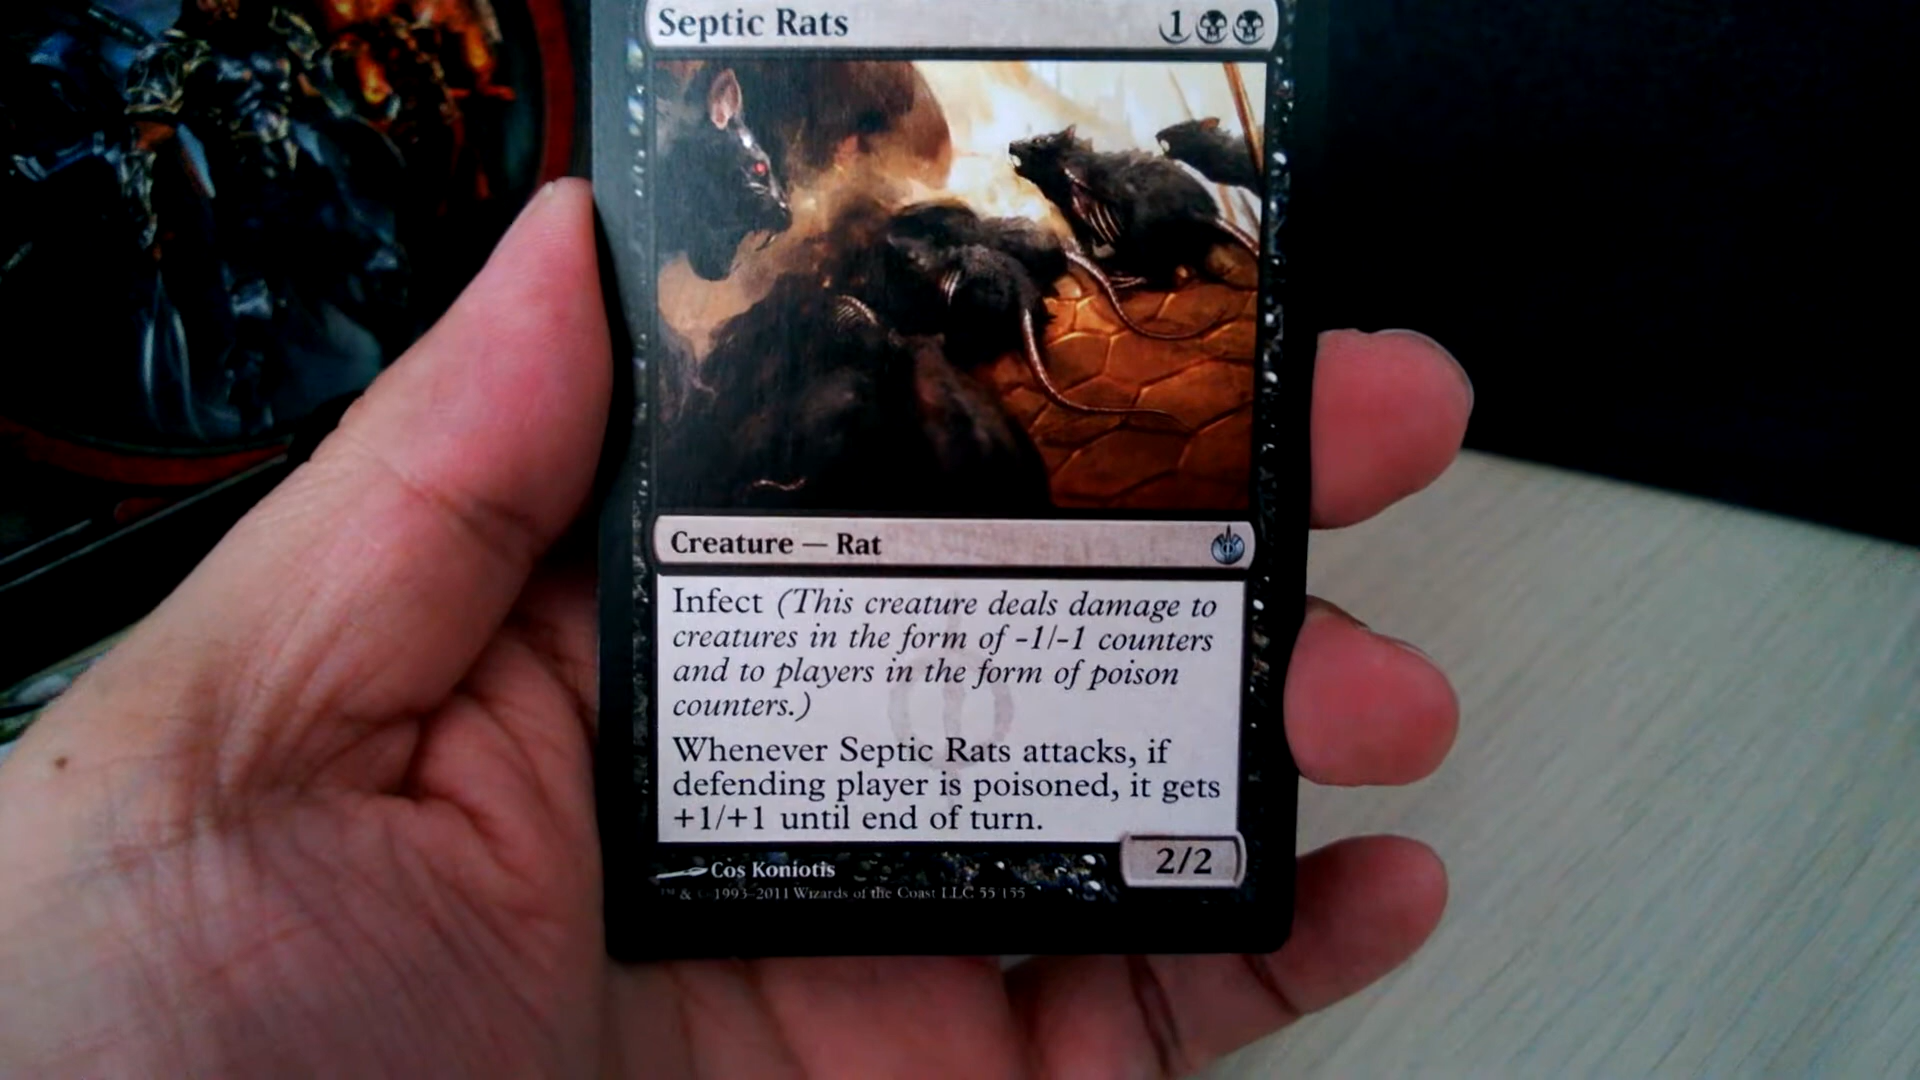 Septic Rats 1
Creature — Rat
Infect (This creature deals damage to
creatures in the form of -1/-1 counters
and to players in the form of poison
counters.)
Whenever Septic Rats attacks, if
defending player is poisoned, it gets
+1/+1 until end of turn.
2/2
Cos Koniotis
™ & © 1993-2011 Wizards of the Coast LLC 55/155